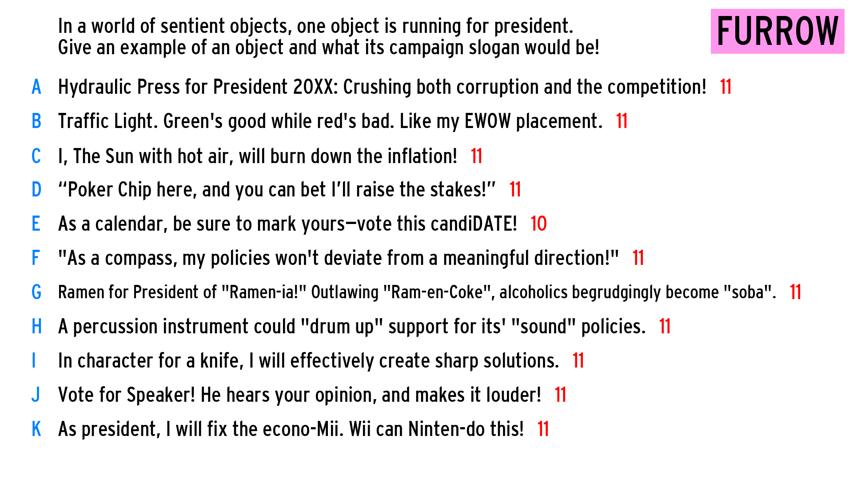 In a world of sentient objects, one object is running for president.
Give an example of an object and what its campaign slogan would be!
FURROW
A Hydraulic Press for President 20XX: Crushing both corruption and the competition! 11
B Traffic Light. Green's good while red's bad. Like my EWOW placement. 11
C I, The Sun with hot air, will burn down the inflation! 11
D “Poker Chip here, and you can bet I’ll raise the stakes!” 11
E As a calendar, be sure to mark yours—vote this candiDATE! 10
F "As a compass, my policies won't deviate from a meaningful direction!" 11
G Ramen for President of "Ramen-ia!" Outlawing "Ram-en-Coke", alcoholics begrudgingly become "soba". 11
H A percussion instrument could "drum up" support for its' "sound" policies. 11
I In character for a knife, I will effectively create sharp solutions. 11
J Vote for Speaker! He hears your opinion, and makes it louder! 11
K As president, I will fix the econo-Mii. Wii can Ninten-do this! 11